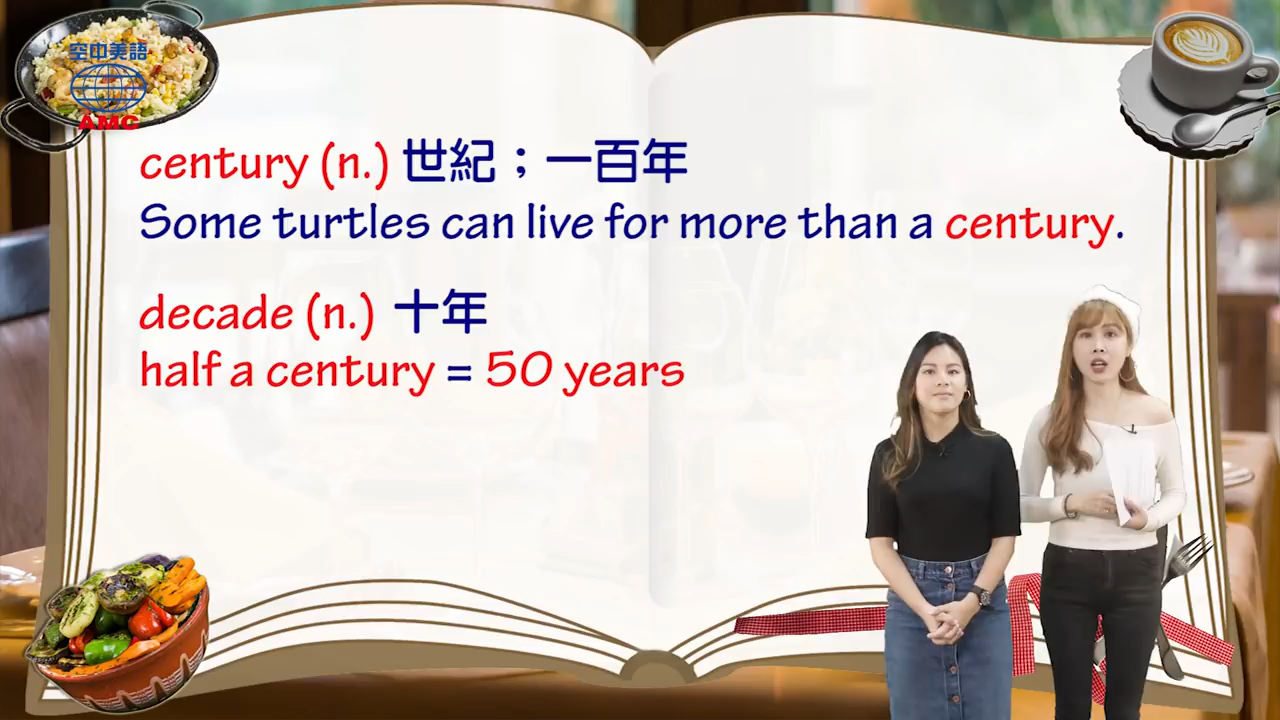 空中美語
AMC
century (n.) 世紀；一百年
Some turtles can live for more than a century.
decade (n.) 十年
half a century = 50 years